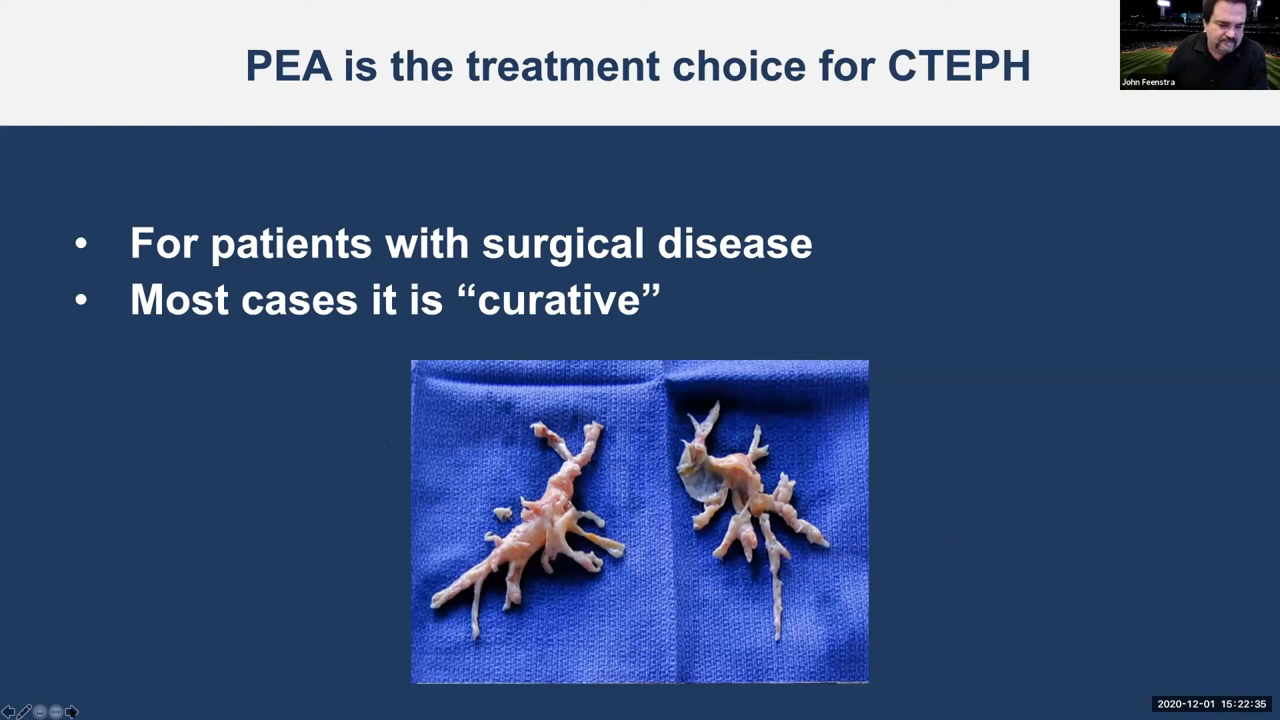 PEA is the treatment choice for CTEPH
John Feenstra
• For patients with surgical disease
• Most cases it is “curative”
2020-12-01 15:22:35